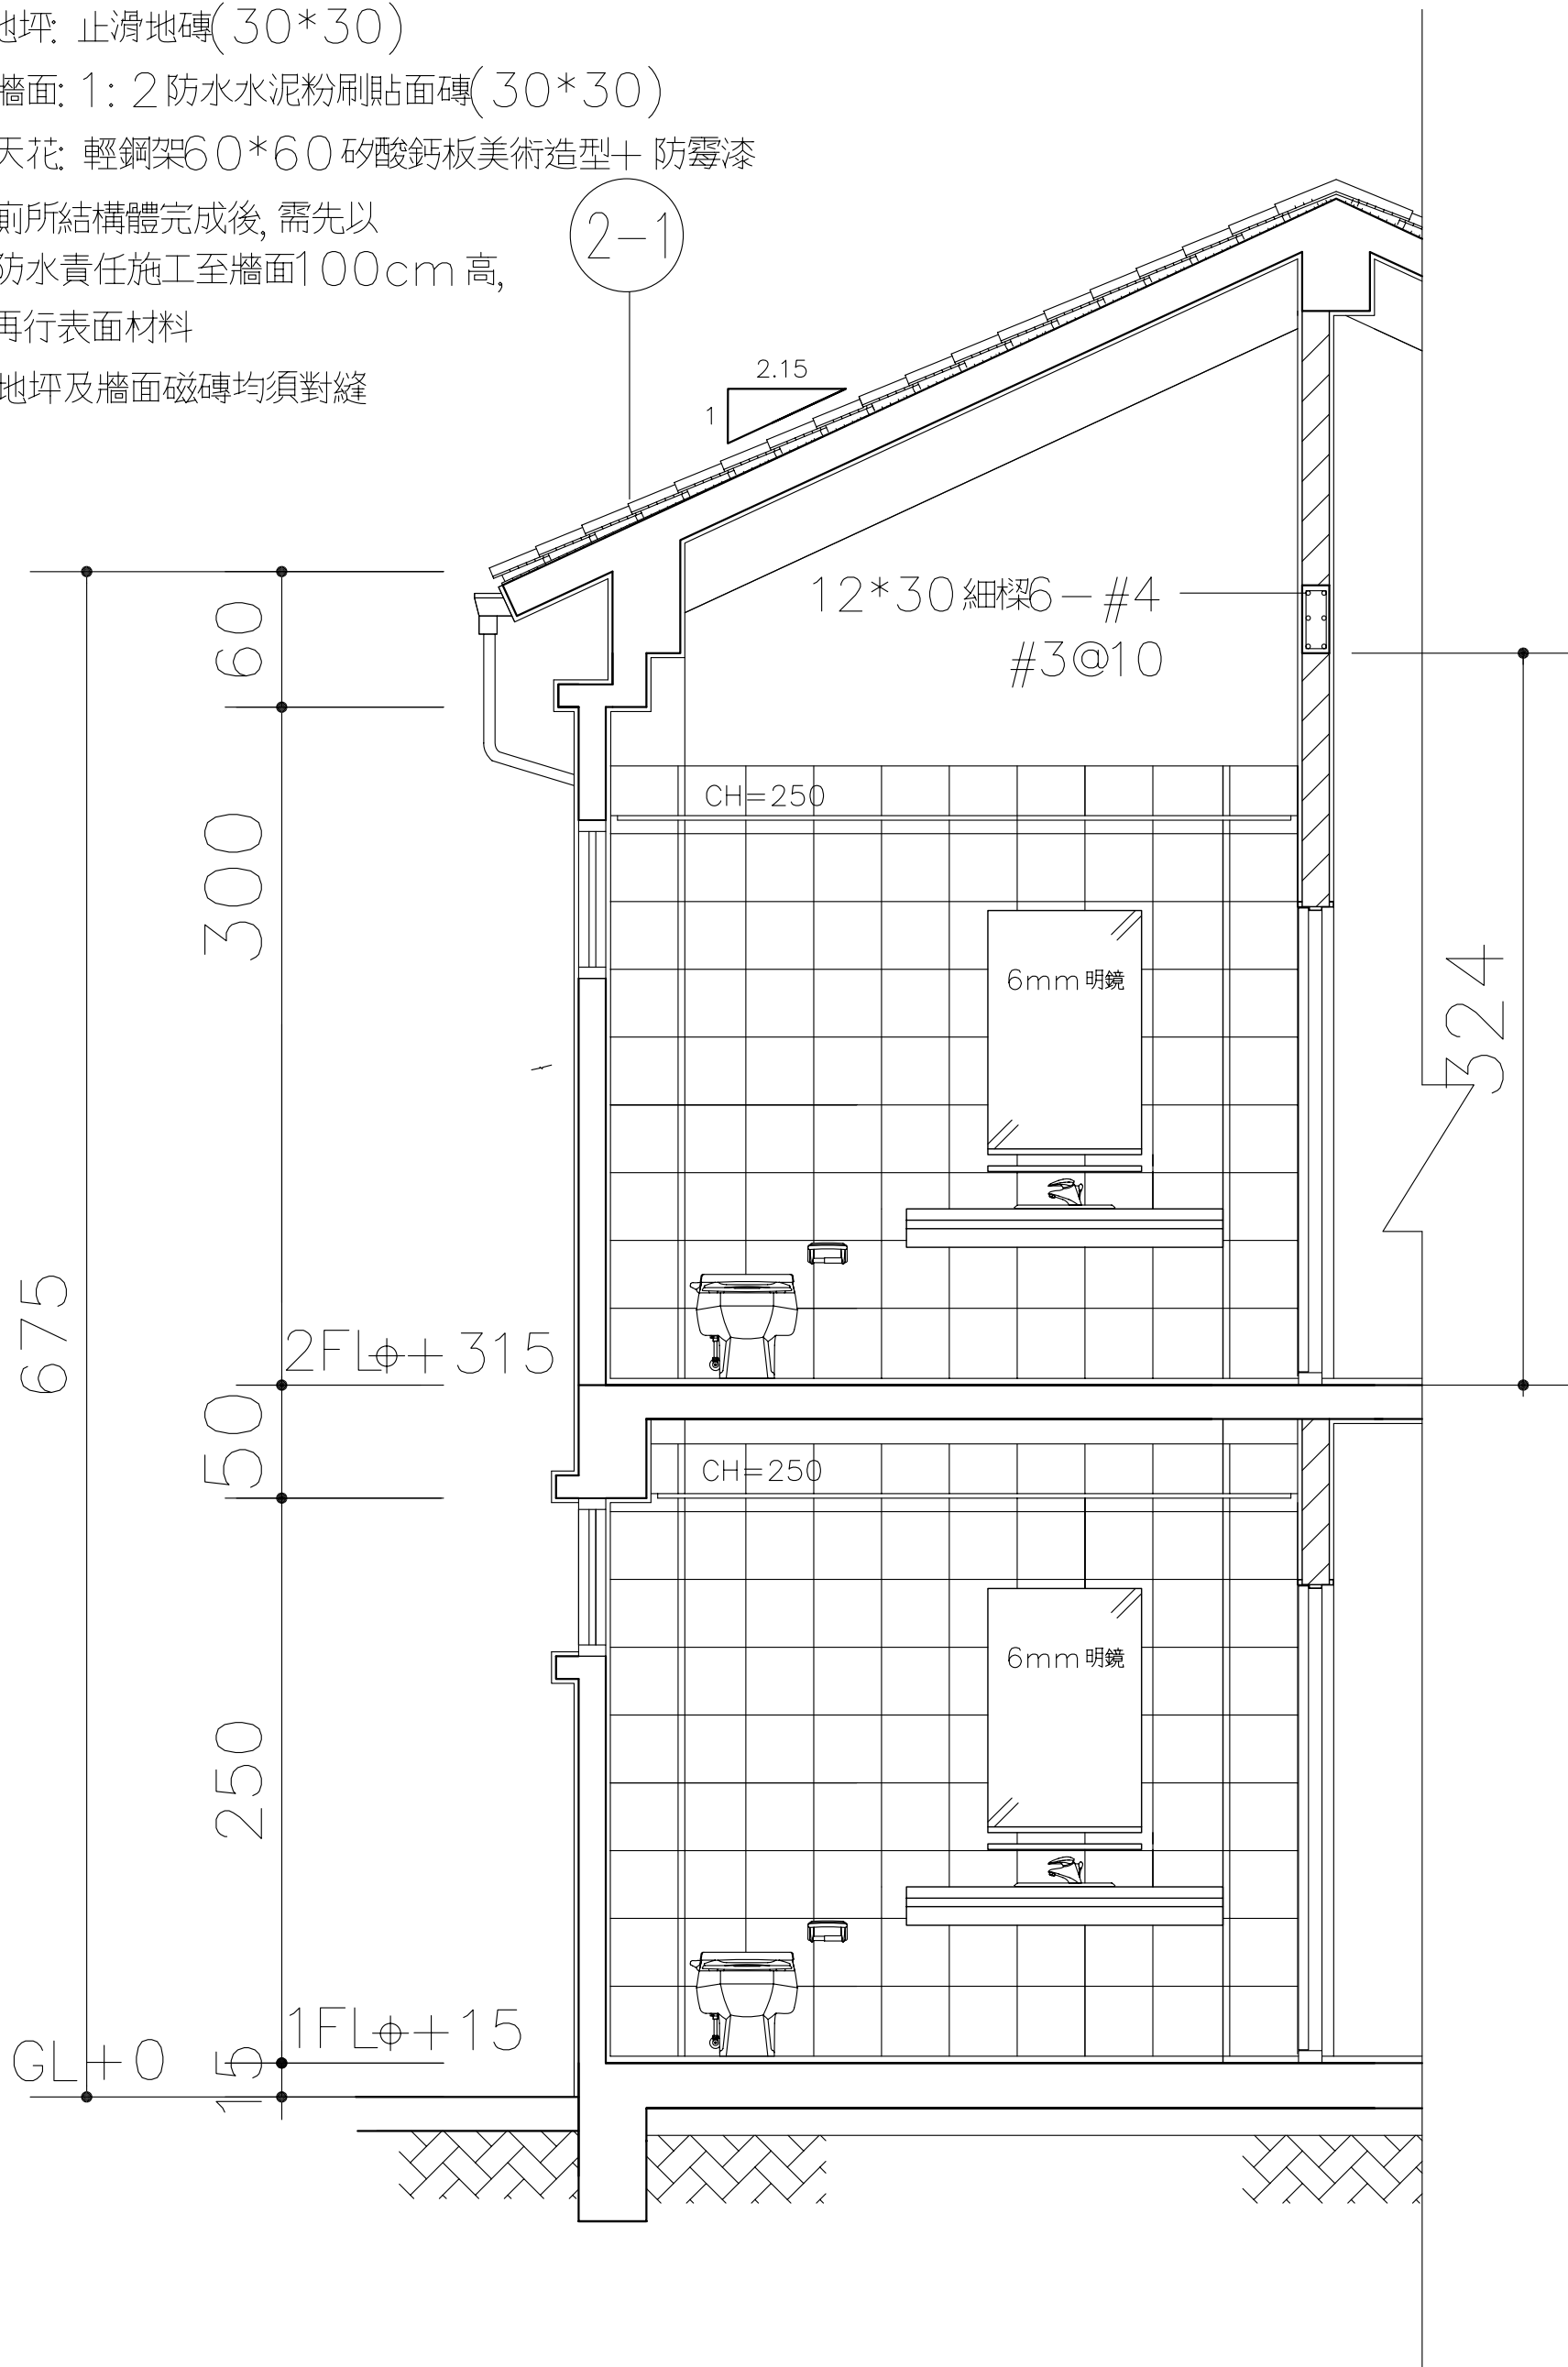 地坪: 止滑地磚(30*30)
牆面: 1: 2防水水泥粉刷貼面磚(30*30)
天花: 輕鋼架60*60矽酸鈣板美術造型+ 防霉漆
廁所結構體完成後, 需先以
防水責任施工至牆面100cm高,
再行表面材料
地坪及牆面磁磚均須對縫
2-1
2.15
1
12*30細樑6-#4
#3@10
60
CH=250
300
6mm明鏡
324
675
2FL+315
50
CH=250
6mm明鏡
250
1FL+15
GL+0
15